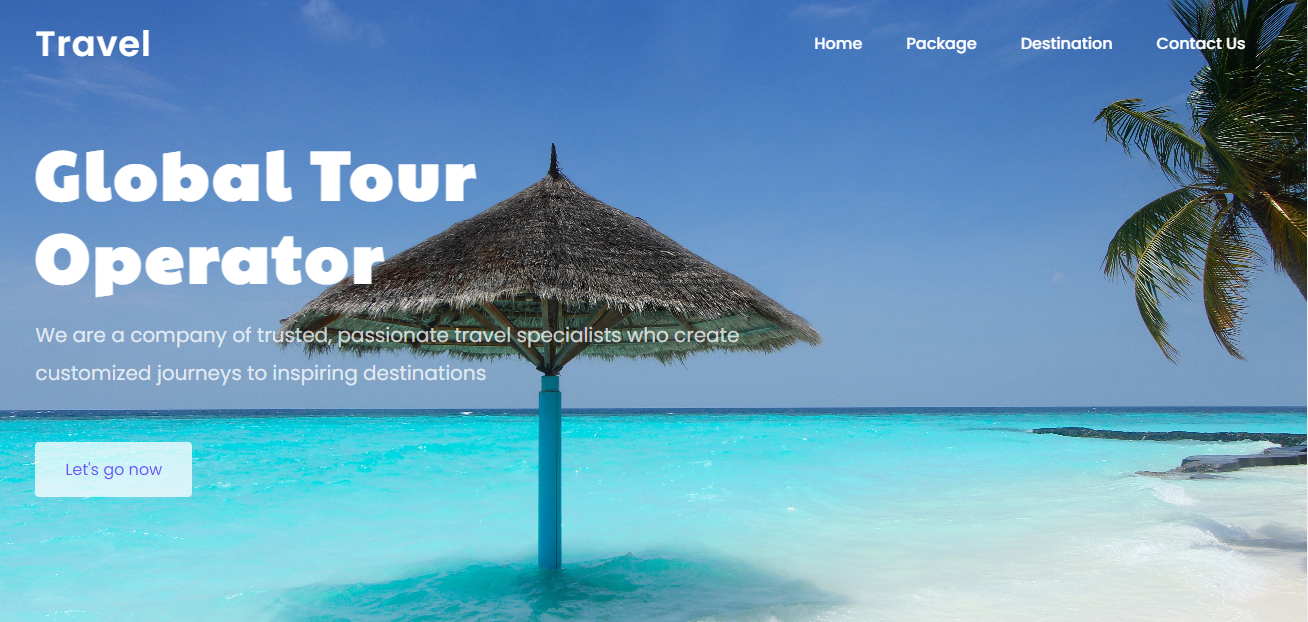 Travel
Home Package Destination Contact Us
Global Tour
Operator
We are a company of trusted, passionate travel specialists who create
customized journeys to inspiring destinations
Let's go now